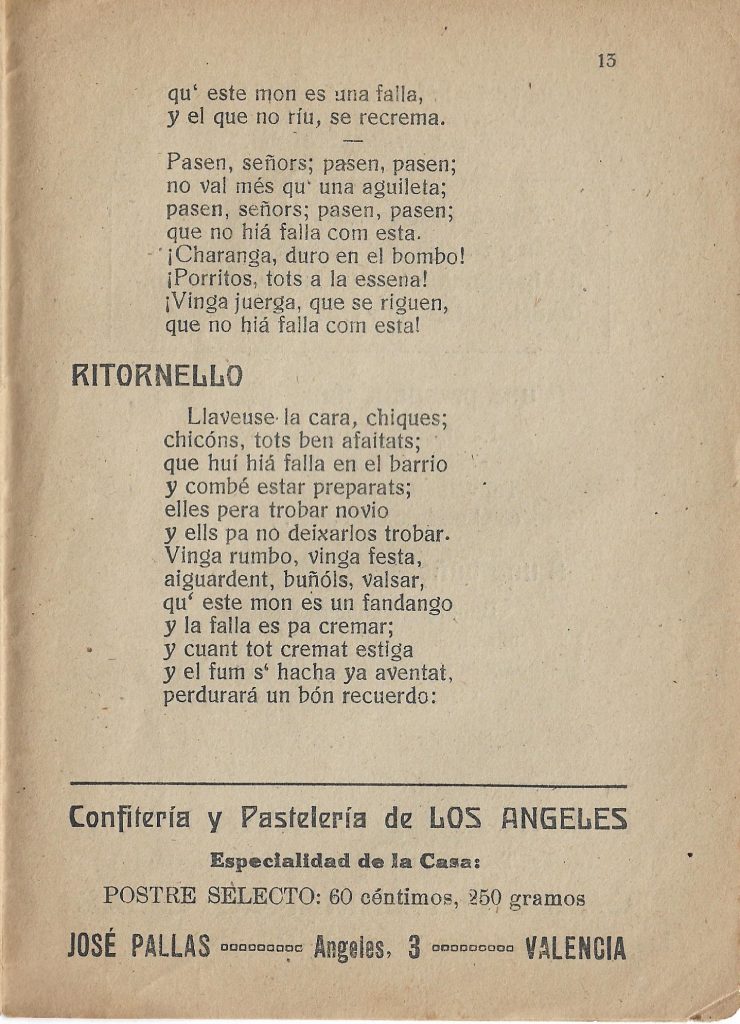 13
qu‘ este mon es una falla,
y el que no ríu, se recrema.
—
Pasen, señors; pasen, pasen;
no val més qu‘ una aguileta;
pasen, señors; pasen, pasen;
que no hiá falla com esta.
¡Charanga, duro en el bombo!
¡Porritos, tots a la essena!
¡Vinga juerga, que se riguen,
que no hiá falla com esta!
RITORNELLO
Llaveuse la cara, chiques;
chicóns, tots ben afaitats;
que huí hiá falla en el barrio
y combé estar preparats;
elles pera trobar novio
y ells pa no deixarlos trobar.
Vinga rumbo, vinga festa,
aiguardent, buñóls, valsar,
qu‘ este mon es un fandango
y la falla es pa cremar;
y cuant tot cremat estiga
y el fum s‘ hacha ya aventat,
perdurará un bón recuerdo:
Confitería y Pastelería de LOS ANGELES
Especialidad de la Casa:
POSTRE SELECTO: 60 céntimos, 250 gramos
JOSÉ PALLAS Angeles, 3 VALENCIA